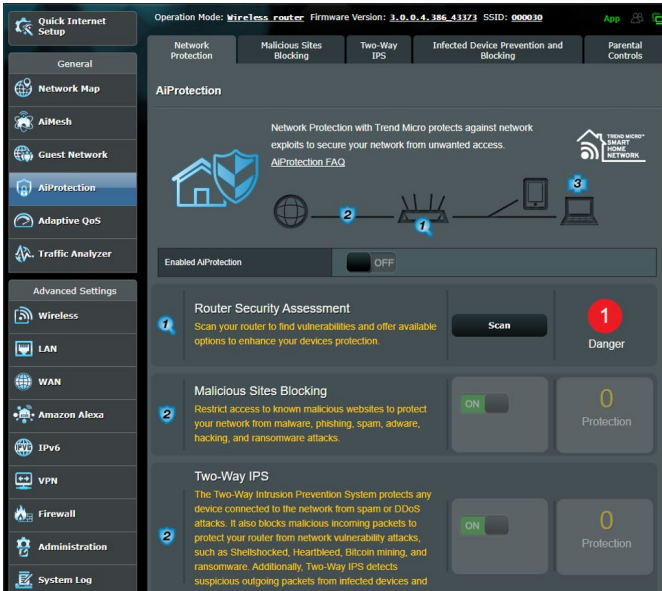 Quick Internet
Setup
Operation Mode: Wireless router Firmware Version: 3.0.0.4.386_43373 SSID: 000030
App
General
Network Map
AiMesh
Guest Network
AiProtection
Adaptive QoS
Traffic Analyzer
Advanced Settings
Wireless
LAN
WAN
Amazon Alexa
IPv6
VPN
Firewall
Administration
System Log
Network
Protection
Malicious Sites
Blocking
Two-Way
IPS
Infected Device Prevention and
Blocking
Parental
Controls
AiProtection
Network Protection with Trend Micro protects against network
exploits to secure your network from unwanted access.
AiProtection FAQ
TREND MICRO™
SMART
HOME
NETWORK
2
1
3
Enabled AiProtection
OFF
1
Router Security Assessment
Scan your router to find vulnerabilities and offer available
options to enhance your devices protection.
Scan
1
Danger
2
Malicious Sites Blocking
Restrict access to known malicious websites to protect
your network from malware, phishing, spam, adware,
hacking, and ransomware attacks.
ON
0
Protection
2
Two-Way IPS
The Two-Way Intrusion Prevention System protects any
device connected to the network from spam or DDoS
attacks. It also blocks malicious incoming packets to
protect your router from network vulnerability attacks,
such as Shellshocked, Heartbleed, Bitcoin mining, and
ransomware. Additionally, Two-Way IPS detects
suspicious outgoing packets from infected devices and
ON
0
Protection